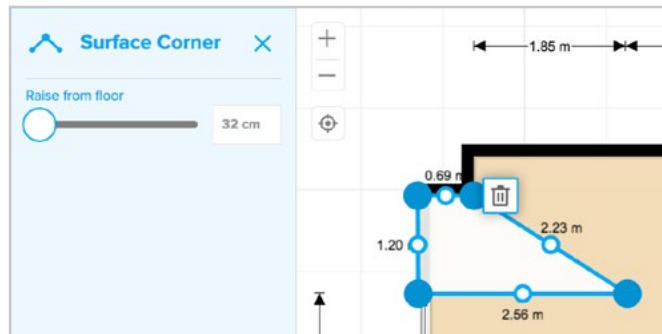 Surface Corner
Raise from floor
32 cm
1.85 m
0.69 m
2.23 m
1.20
2.56 m